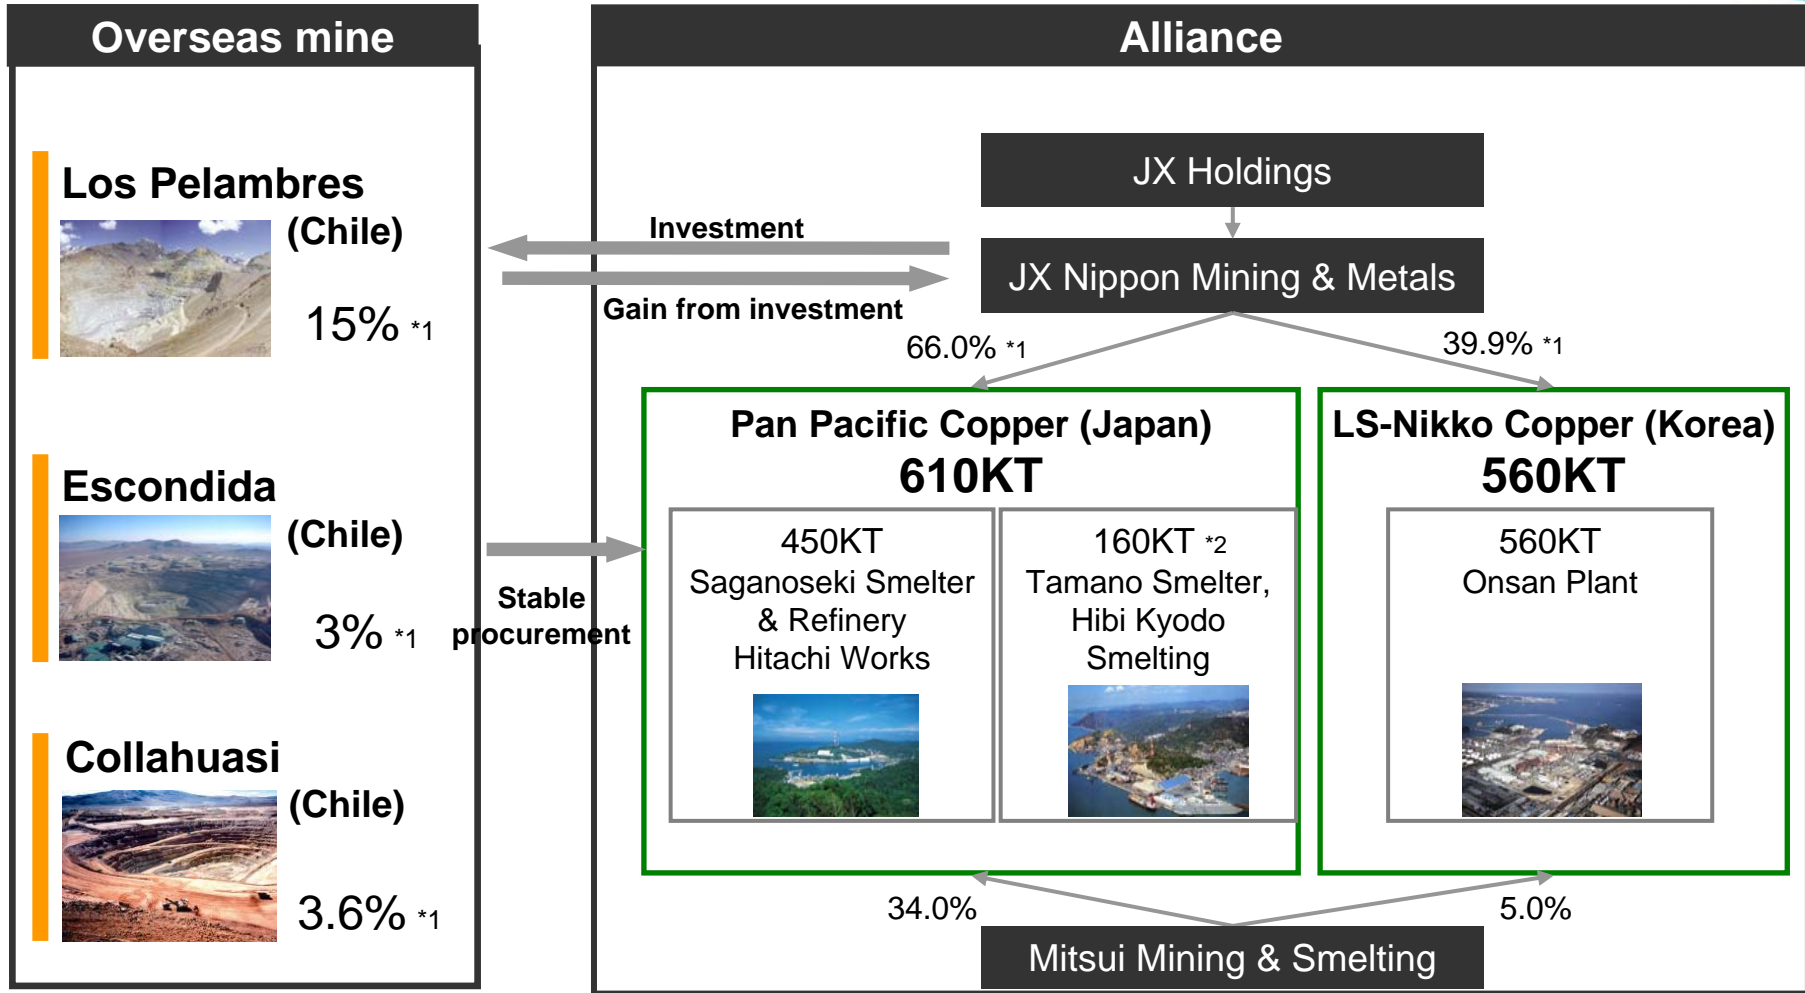 Overseas mine
Los Pelambres
(Chile)
15% *1
Escondida
(Chile)
3% *1
Collahuasi
(Chile)
3.6% *1
Investment
Gain from investment
Stable
procurement
Alliance
JX Holdings
JX Nippon Mining & Metals
66.0% *1
39.9% *1
Pan Pacific Copper (Japan)
610KT
450KT
Saganoseki Smelter
& Refinery
Hitachi Works
160KT *2
Tamano Smelter,
Hibi Kyodo
Smelting
LS-Nikko Copper (Korea)
560KT
560KT
Onsan Plant
34.0%
5.0%
Mitsui Mining & Smelting